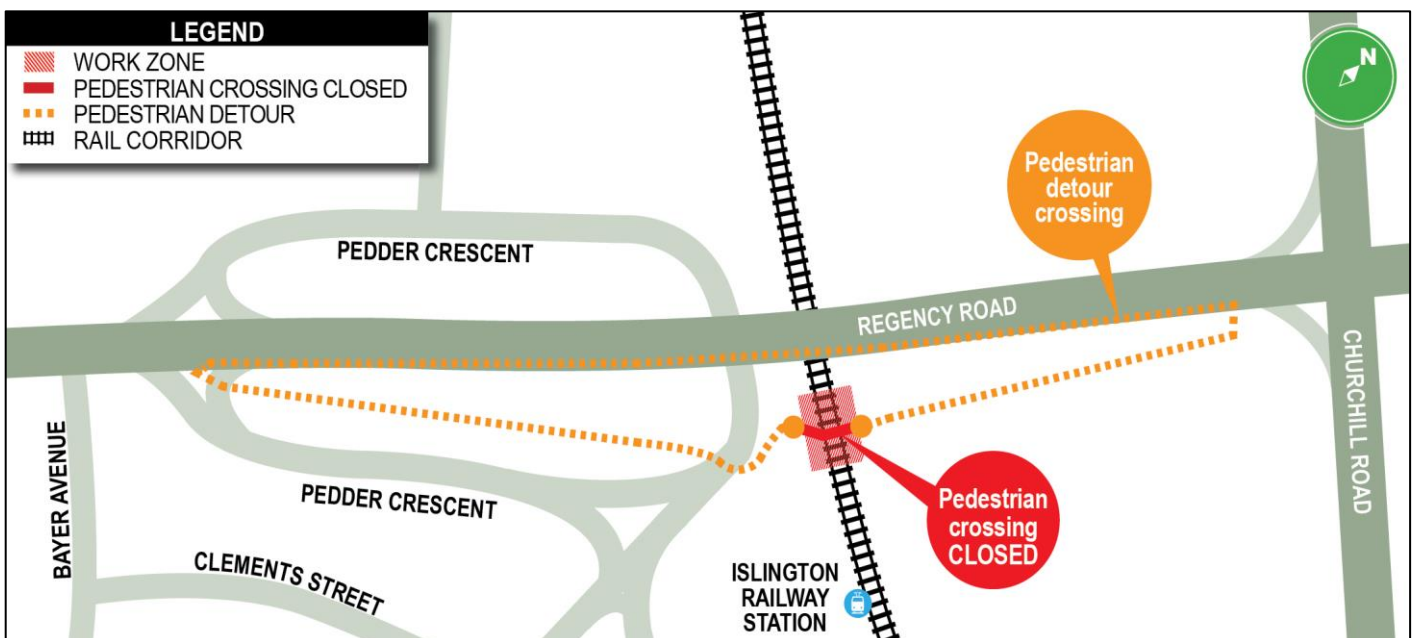 LEGEND
WORK ZONE
PEDESTRIAN CROSSING CLOSED
PEDESTRIAN DETOUR
RAIL CORRIDOR
N
Pedestrian
detour
crossing
PEDDER CRESCENT
REGENCY ROAD
CHURCHILL ROAD
BAYER AVENUE
PEDDER CRESCENT
Pedestrian
crossing
CLOSED
CLEMENTS STREET
ISLINGTON
RAILWAY
STATION